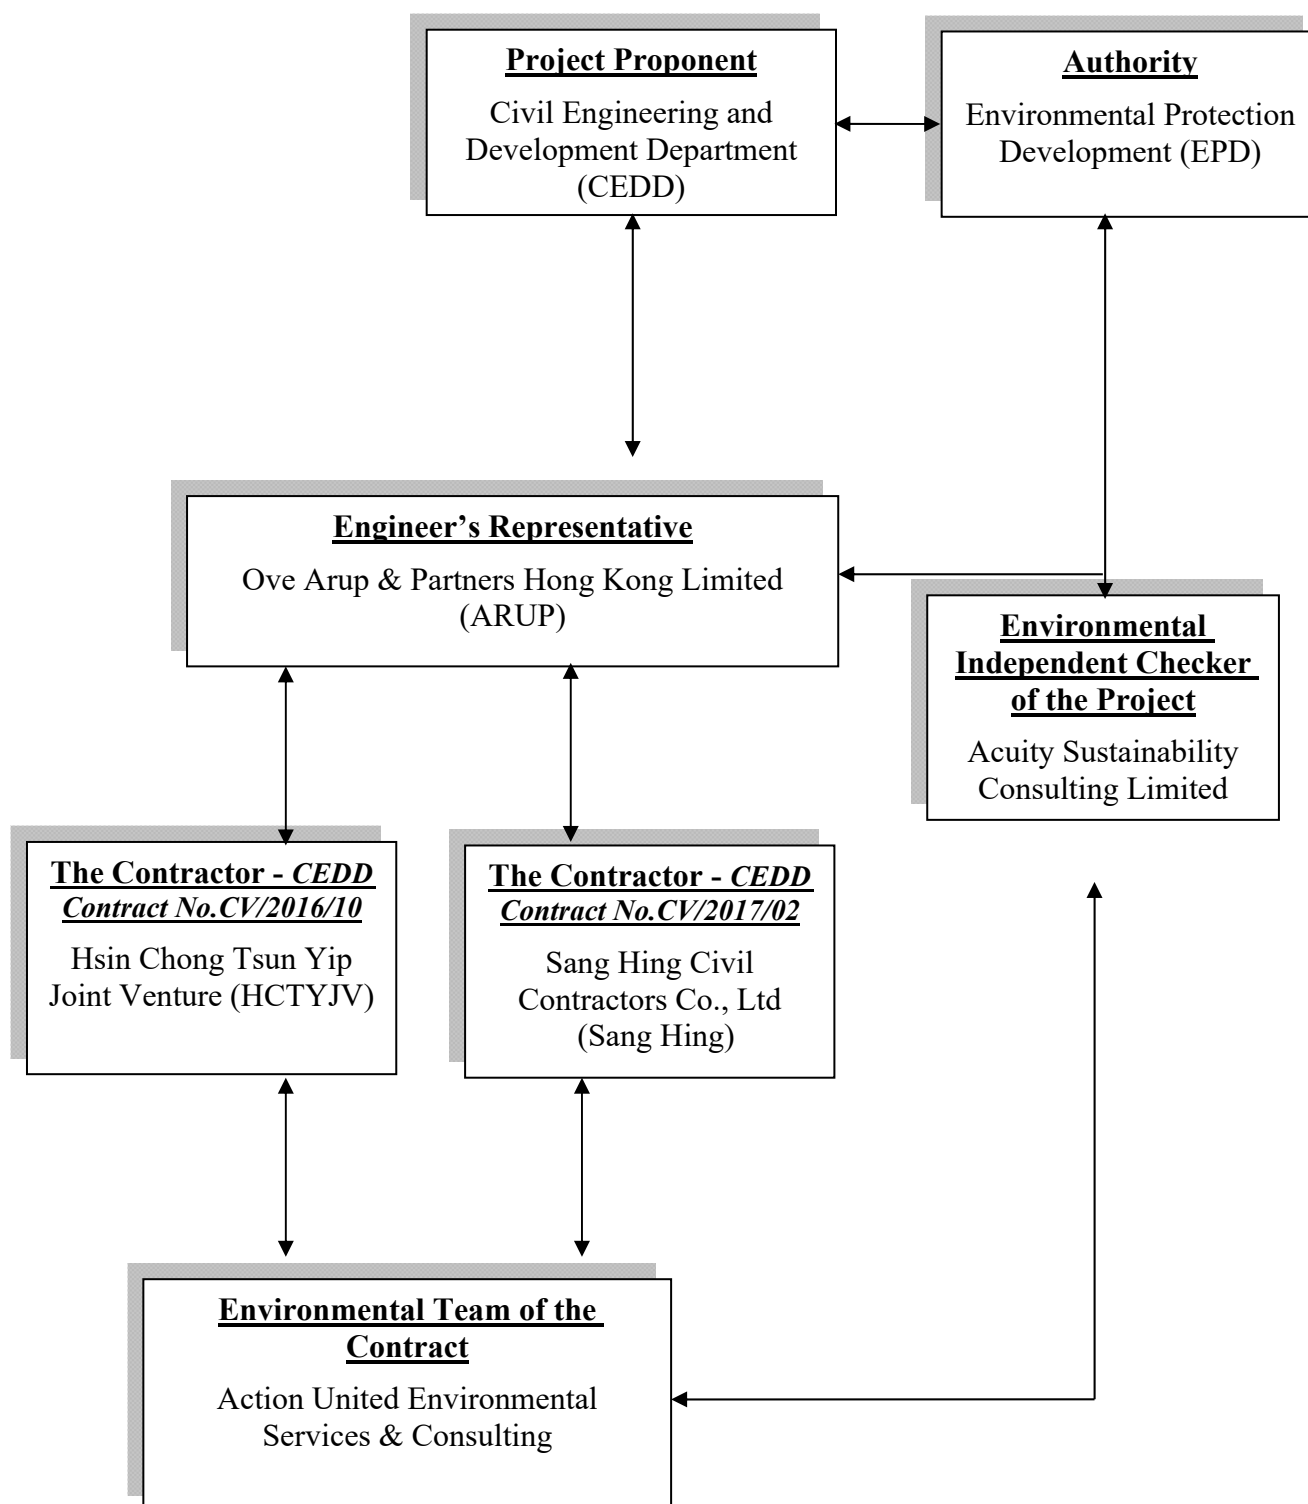 Project Proponent
Civil Engineering and
Development Department
(CEDD)
Authority
Environmental Protection
Development (EPD)
Engineer’s Representative
Ove Arup & Partners Hong Kong Limited
(ARUP)
Environmental
Independent Checker
of the Project
Acuity Sustainability
Consulting Limited
The Contractor - CEDD
Contract No.CV/2016/10
Hsin Chong Tsun Yip
Joint Venture (HCTYJV)
The Contractor - CEDD
Contract No.CV/2017/02
Sang Hing Civil
Contractors Co., Ltd
(Sang Hing)
Environmental Team of the
Contract
Action United Environmental
Services & Consulting